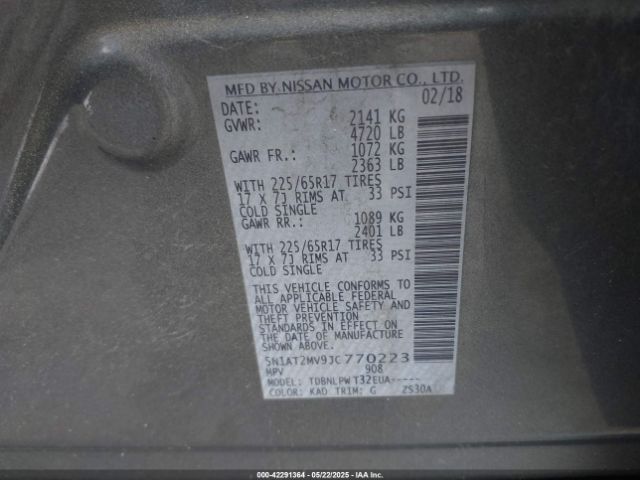 MFD BY NISSAN MOTOR CO., LTD.
DATE: 02/18
GVWR: 2141 KG
4720 LB
GAWR FR.: 1072 KG
2363 LB
WITH 225/65R17 TIRES
17 X 7J RIMS AT 33 PSI
COLD SINGLE
GAWR RR.: 1089 KG
2401 LB
WITH 225/65R17 TIRES
17 X 7J RIMS AT 33 PSI
COLD SINGLE
THIS VEHICLE CONFORMS TO
ALL APPLICABLE FEDERAL
MOTOR VEHICLE SAFETY AND
THEFT PREVENTION
STANDARDS IN EFFECT ON
THE DATE OF MANUFACTURE
SHOWN ABOVE.
5N1AT2MV9JC770223
MPV 908
MODEL: TDBNLPWT32EUA-----
COLOR: KAD TRIM: G ZS30A
000-42291364 - 05/22/2025 - IAA Inc.